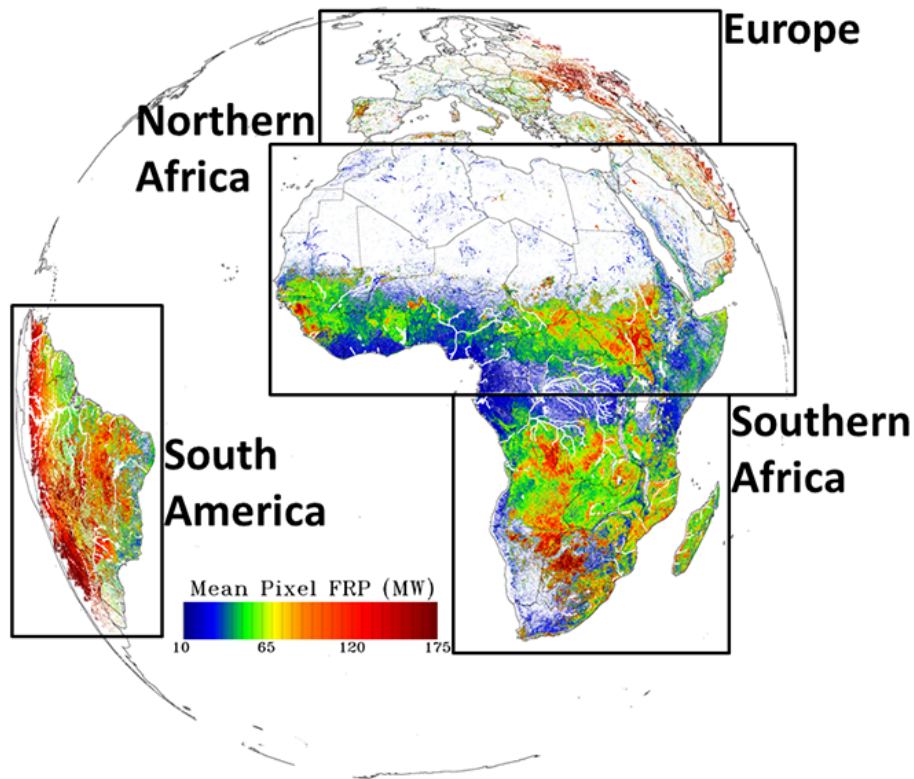 Europe
Northern
Africa
Southern
Africa
South
America
Mean Pixel FRP (MW)
10 65 120 175